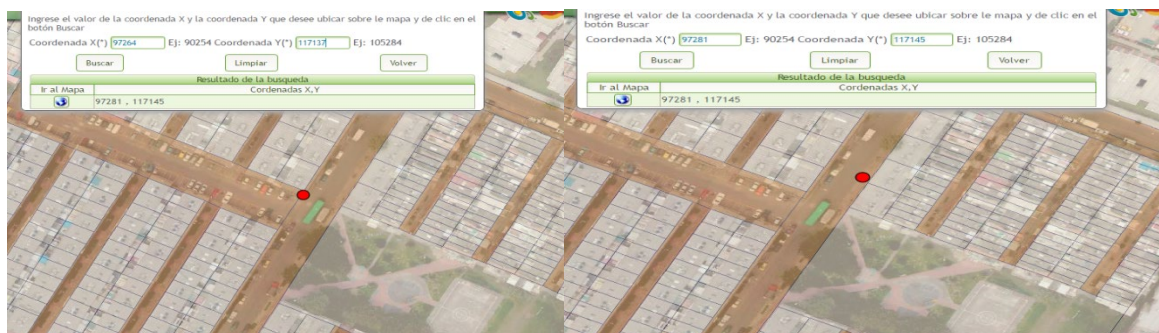 Ingrese el valor de la coordenada X y la coordenada Y que desee ubicar sobre le mapa y de clic en el
botón Buscar
Coordenada X(*) 97264 Ej: 90254 Coordenada Y(*) 117137 Ej: 105284
Buscar Limpiar Volver
Resultado de la busqueda
Ir al Mapa Cordenadas X,Y
97281 , 117145
Ingrese el valor de la coordenada X y la coordenada Y que desee ubicar sobre le mapa y de clic en el
botón Buscar
Coordenada X(*) 97281 Ej: 90254 Coordenada Y(*) 117145 Ej: 105284
Buscar Limpiar Volver
Resultado de la busqueda
Ir al Mapa Cordenadas X,Y
97281 , 117145